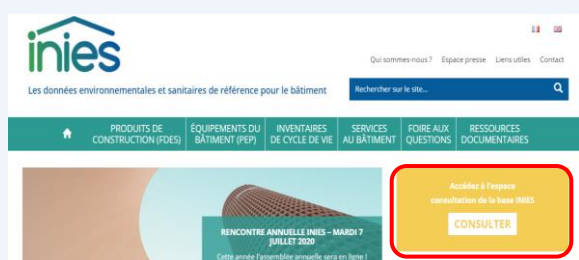 inies
Les données environnementales et sanitaires de référence pour le bâtiment
Qui sommes-nous ? Espace presse Liens utiles Contact
Rechercher sur le site...
PRODUITS DE
CONSTRUCTION (FDES)
ÉQUIPEMENTS DU
BÂTIMENT (PEP)
INVENTAIRES
DE CYCLE DE VIE
SERVICES
AU BÂTIMENT
FOIRE AUX
QUESTIONS
RESSOURCES
DOCUMENTAIRES
RENCONTRE ANNUELLE INIES – MARDI 7
JUILLET 2020
Cette année l'assemblée annuelle sera en ligne !
Accédez à l'espace
consultation de la base INIES
CONSULTER